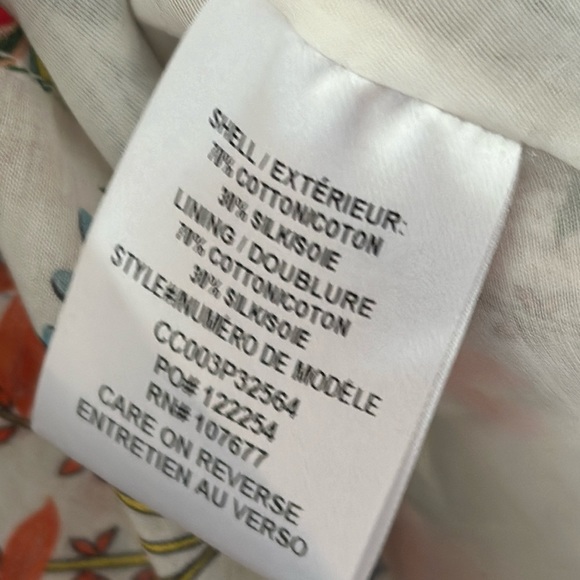 SHELL / EXTÉRIEUR:
70% COTTON/COTON
30% SILK/SOIE
LINING / DOUBLURE
70% COTTON/COTON
30% SILK/SOIE
STYLE#/NUMÉRO DE MODÈLE
CC003P32564
PO# 122254
RN# 107677
CARE ON REVERSE
ENTRETIEN AU VERSO